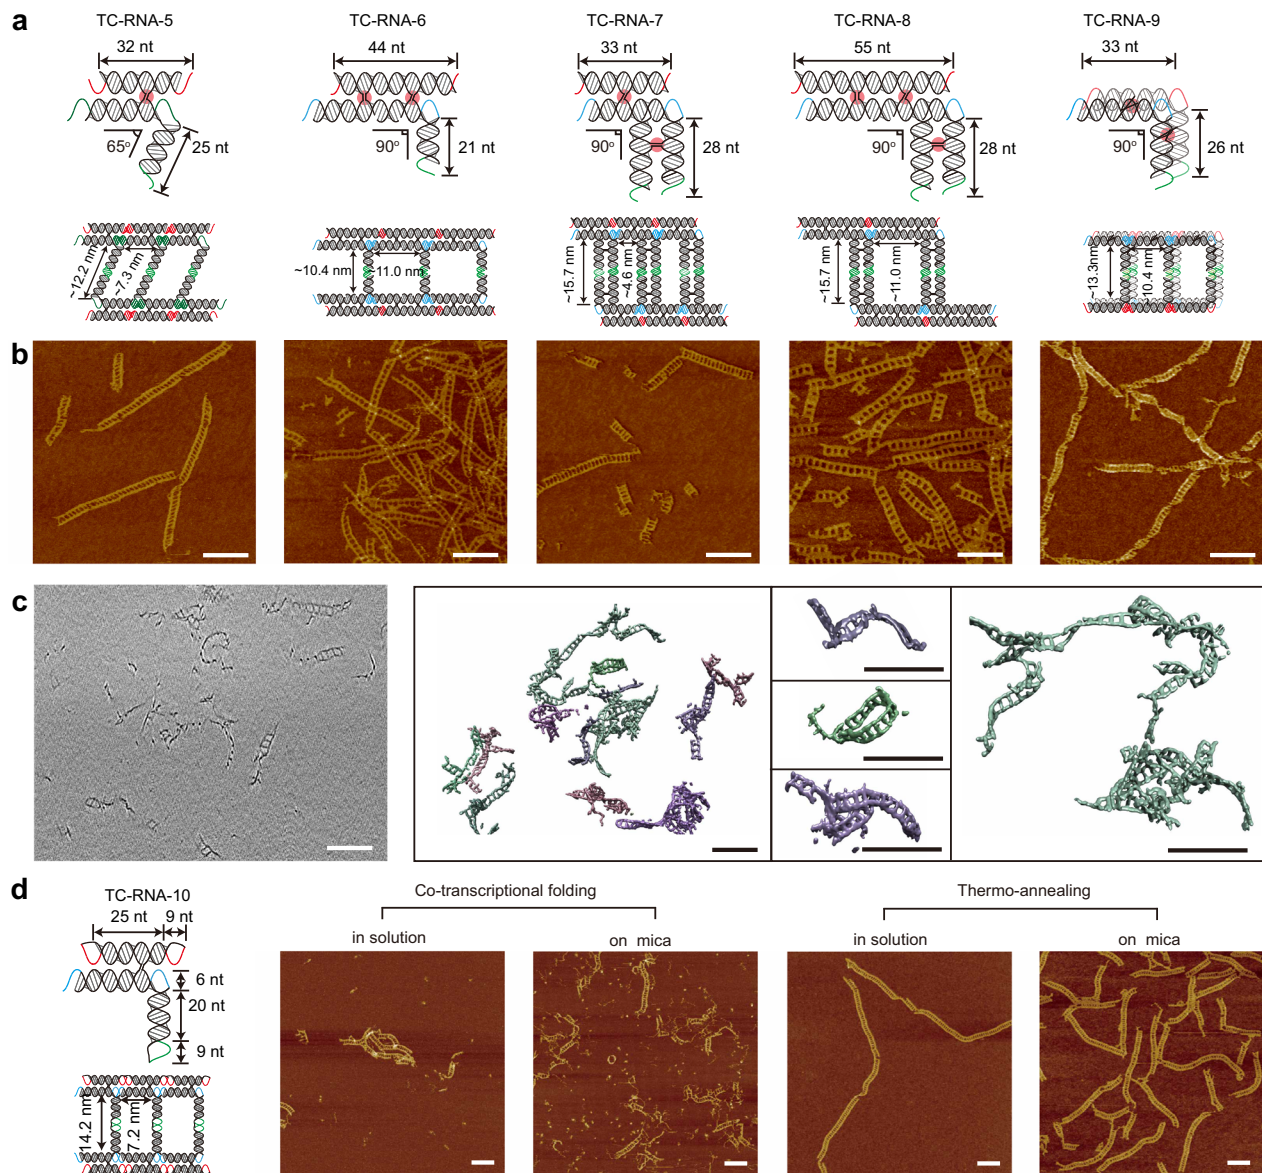 a
TC-RNA-5
TC-RNA-6
TC-RNA-7
TC-RNA-8
TC-RNA-9
32 nt
44 nt
33 nt
55 nt
33 nt
65°
25 nt
90°
21 nt
90°
28 nt
90°
28 nt
90°
26 nt
~12.2 nm
~7.3 nm
~10.4 nm
~11.0 nm
~15.7 nm
~4.6 nm
~15.7 nm
~11.0 nm
~13.3nm
10.4 nm
b
c
d
TC-RNA-10
25 nt
9 nt
6 nt
20 nt
9 nt
14.2 nm
7.2 nm
Co-transcriptional folding
Thermo-annealing
in solution
on mica
in solution
on mica